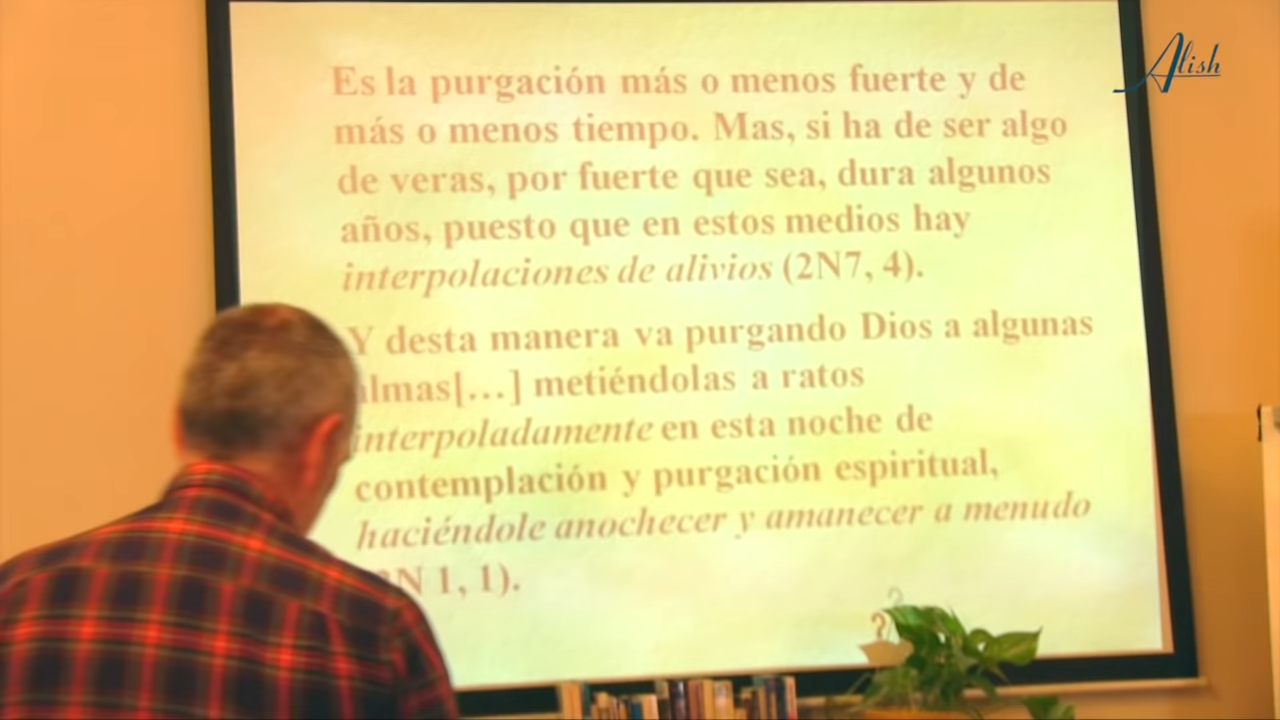 Alish
Es la purgación más o menos fuerte y de
más o menos tiempo. Mas, si ha de ser algo
de veras, por fuerte que sea, dura algunos
años, puesto que en estos medios hay
interpolaciones de alivios (2N7, 4).
Y desta manera va purgando Dios a algunas
almas[...] metiéndolas a ratos
interpoladamente en esta noche de
contemplación y purgación espiritual,
haciéndole anochecer y amanecer a menudo
N 1, 1).